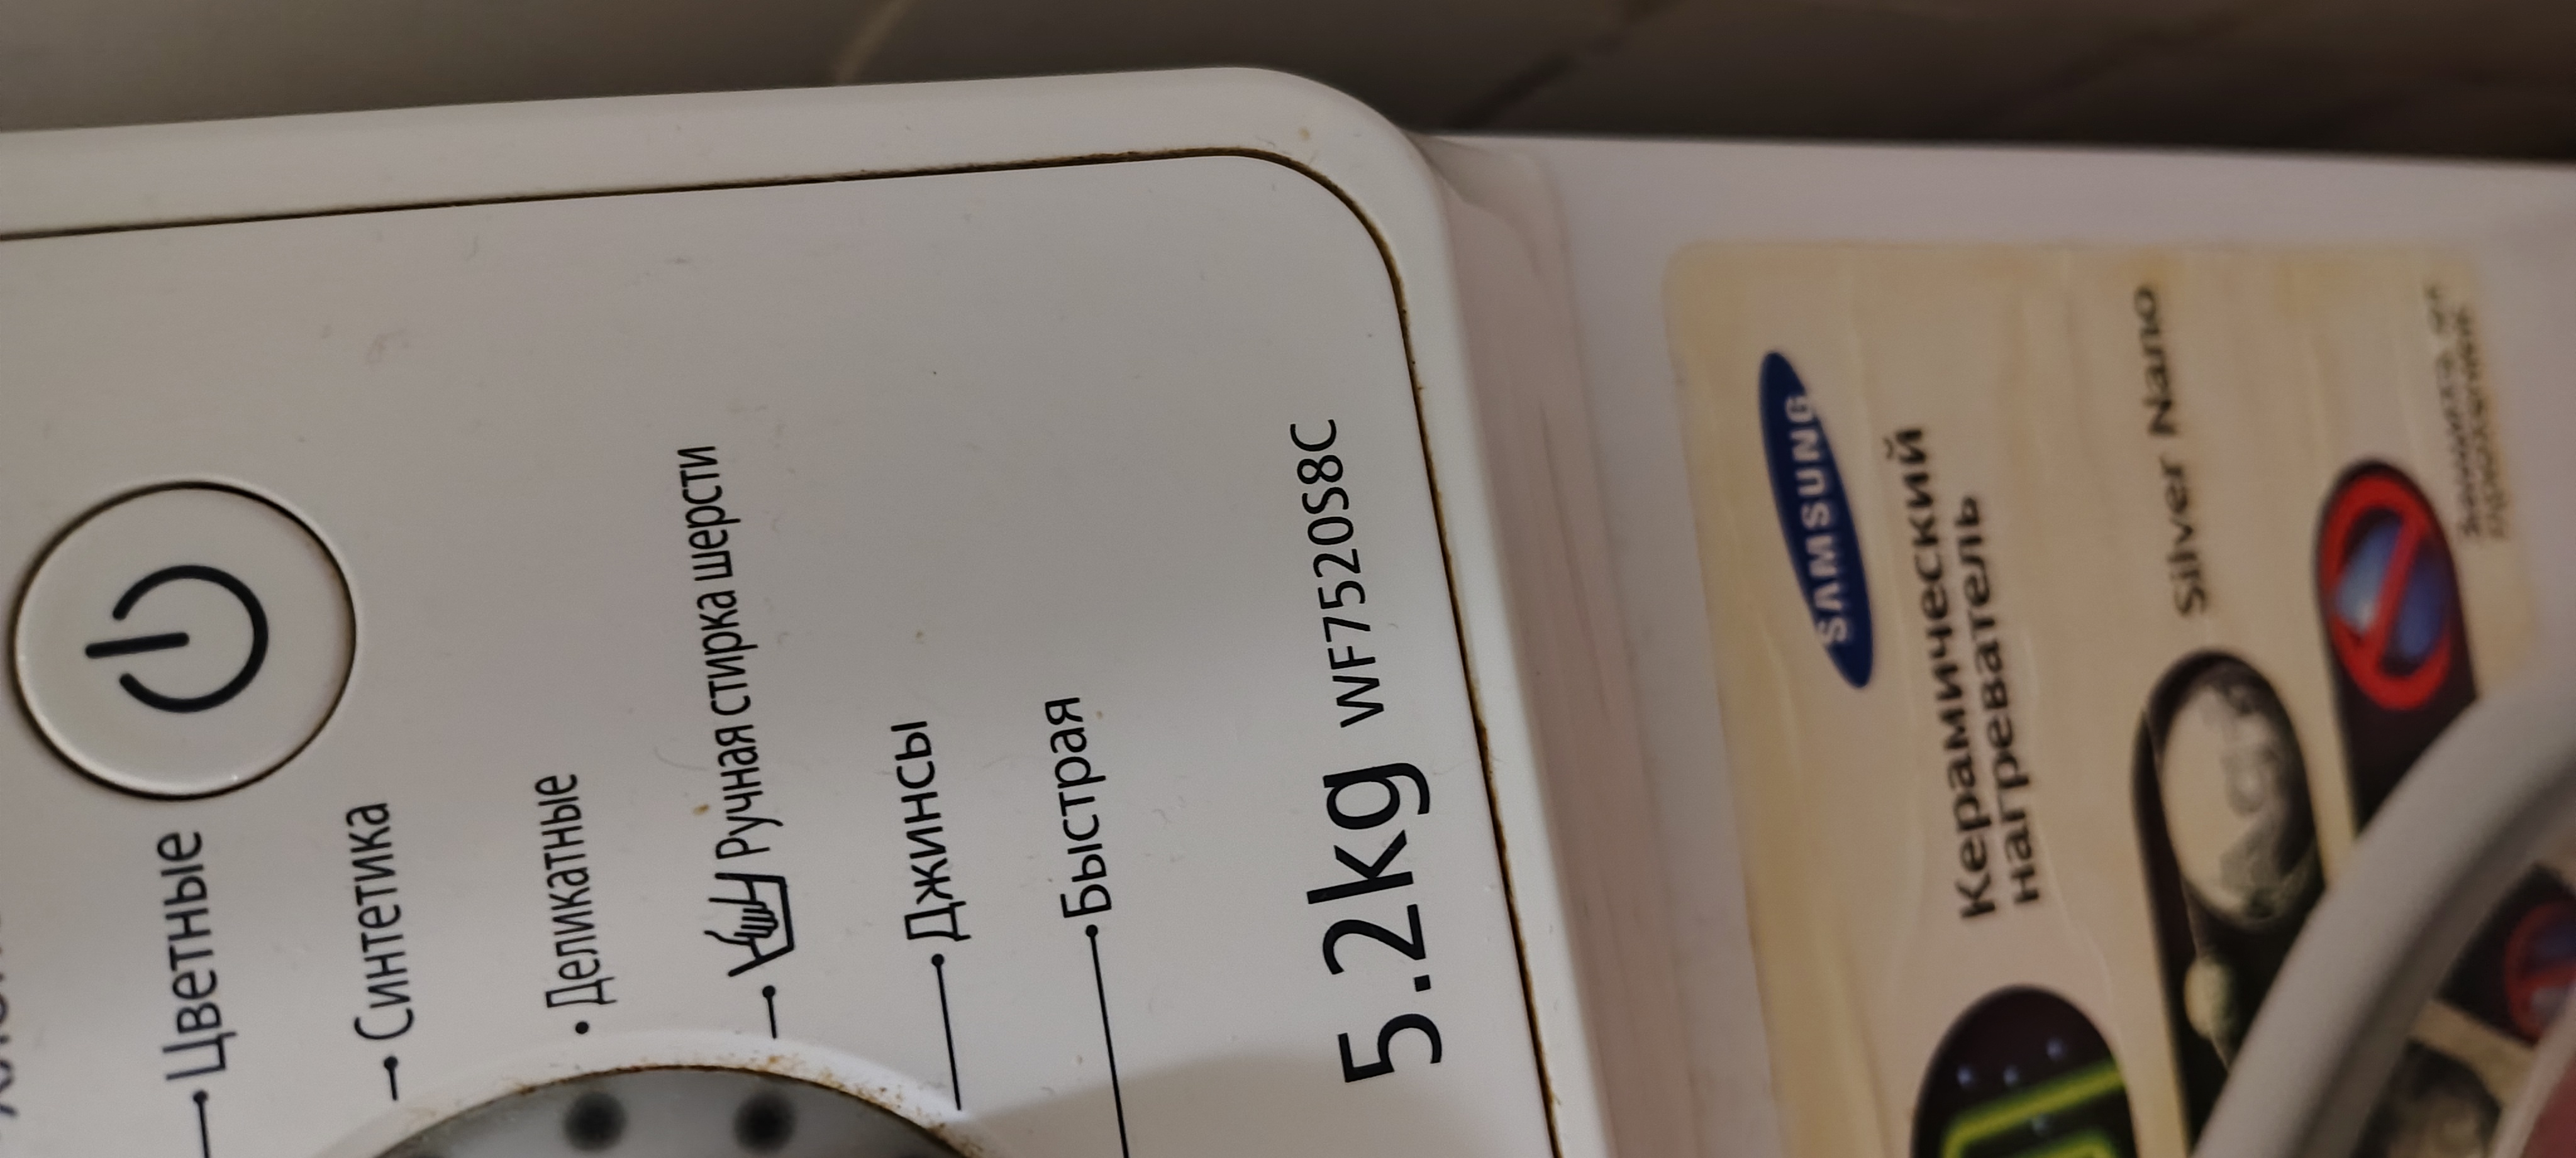 Цветные
Синтетика
Деликатные
Ручная стирка шерсти
Джинсы
Быстрая
5.2kg WF7520S8C
SAMSUNG
Керамический
нагреватель
Silver Nano